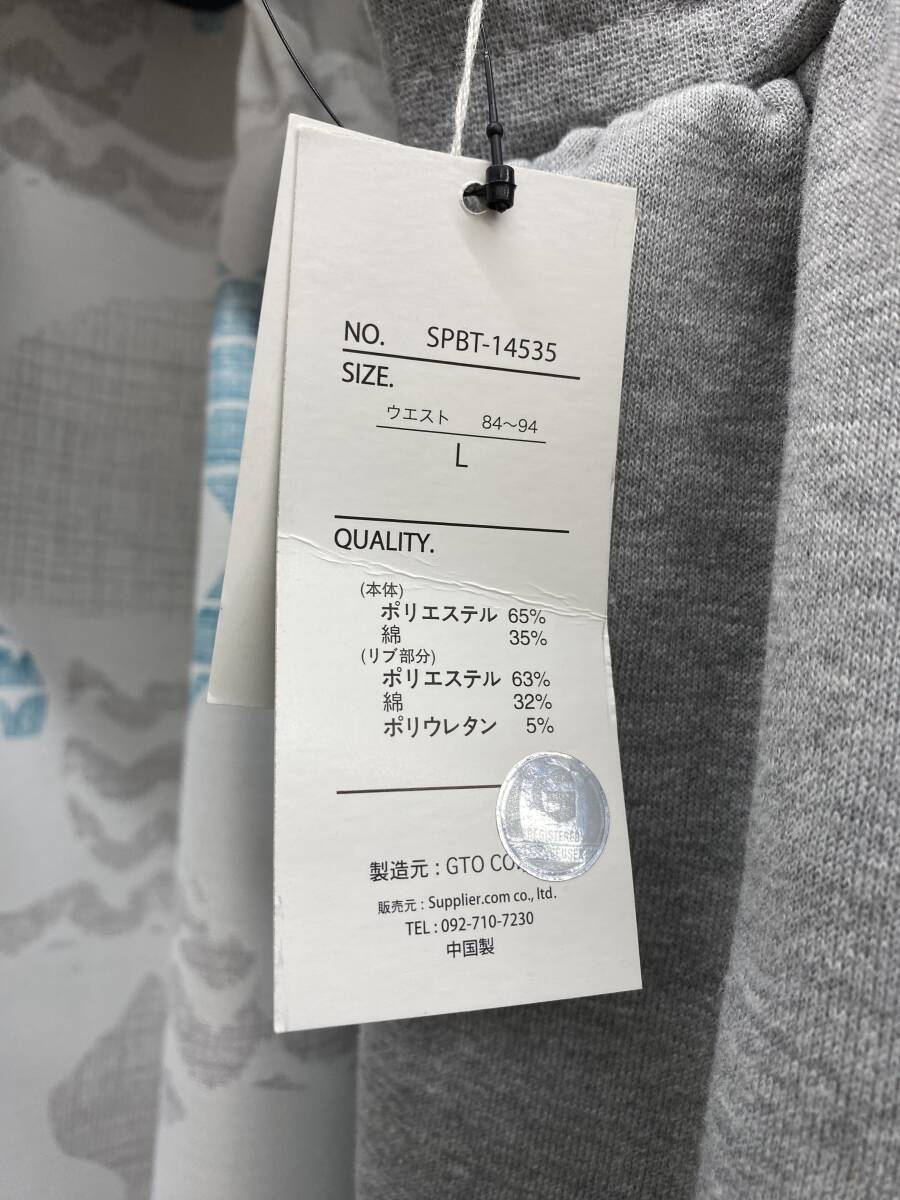 NO. SPBT-14535
SIZE.
ウエスト 84〜94
L
QUALITY.
(本体)
ポリエステル 65%
綿 35%
(リブ部分)
ポリエステル 63%
綿 32%
ポリウレタン 5%
REGISTERED
製造元 : GTO
販売元 : Supplier.com co., ltd.
TEL : 092-710-7230
中国製